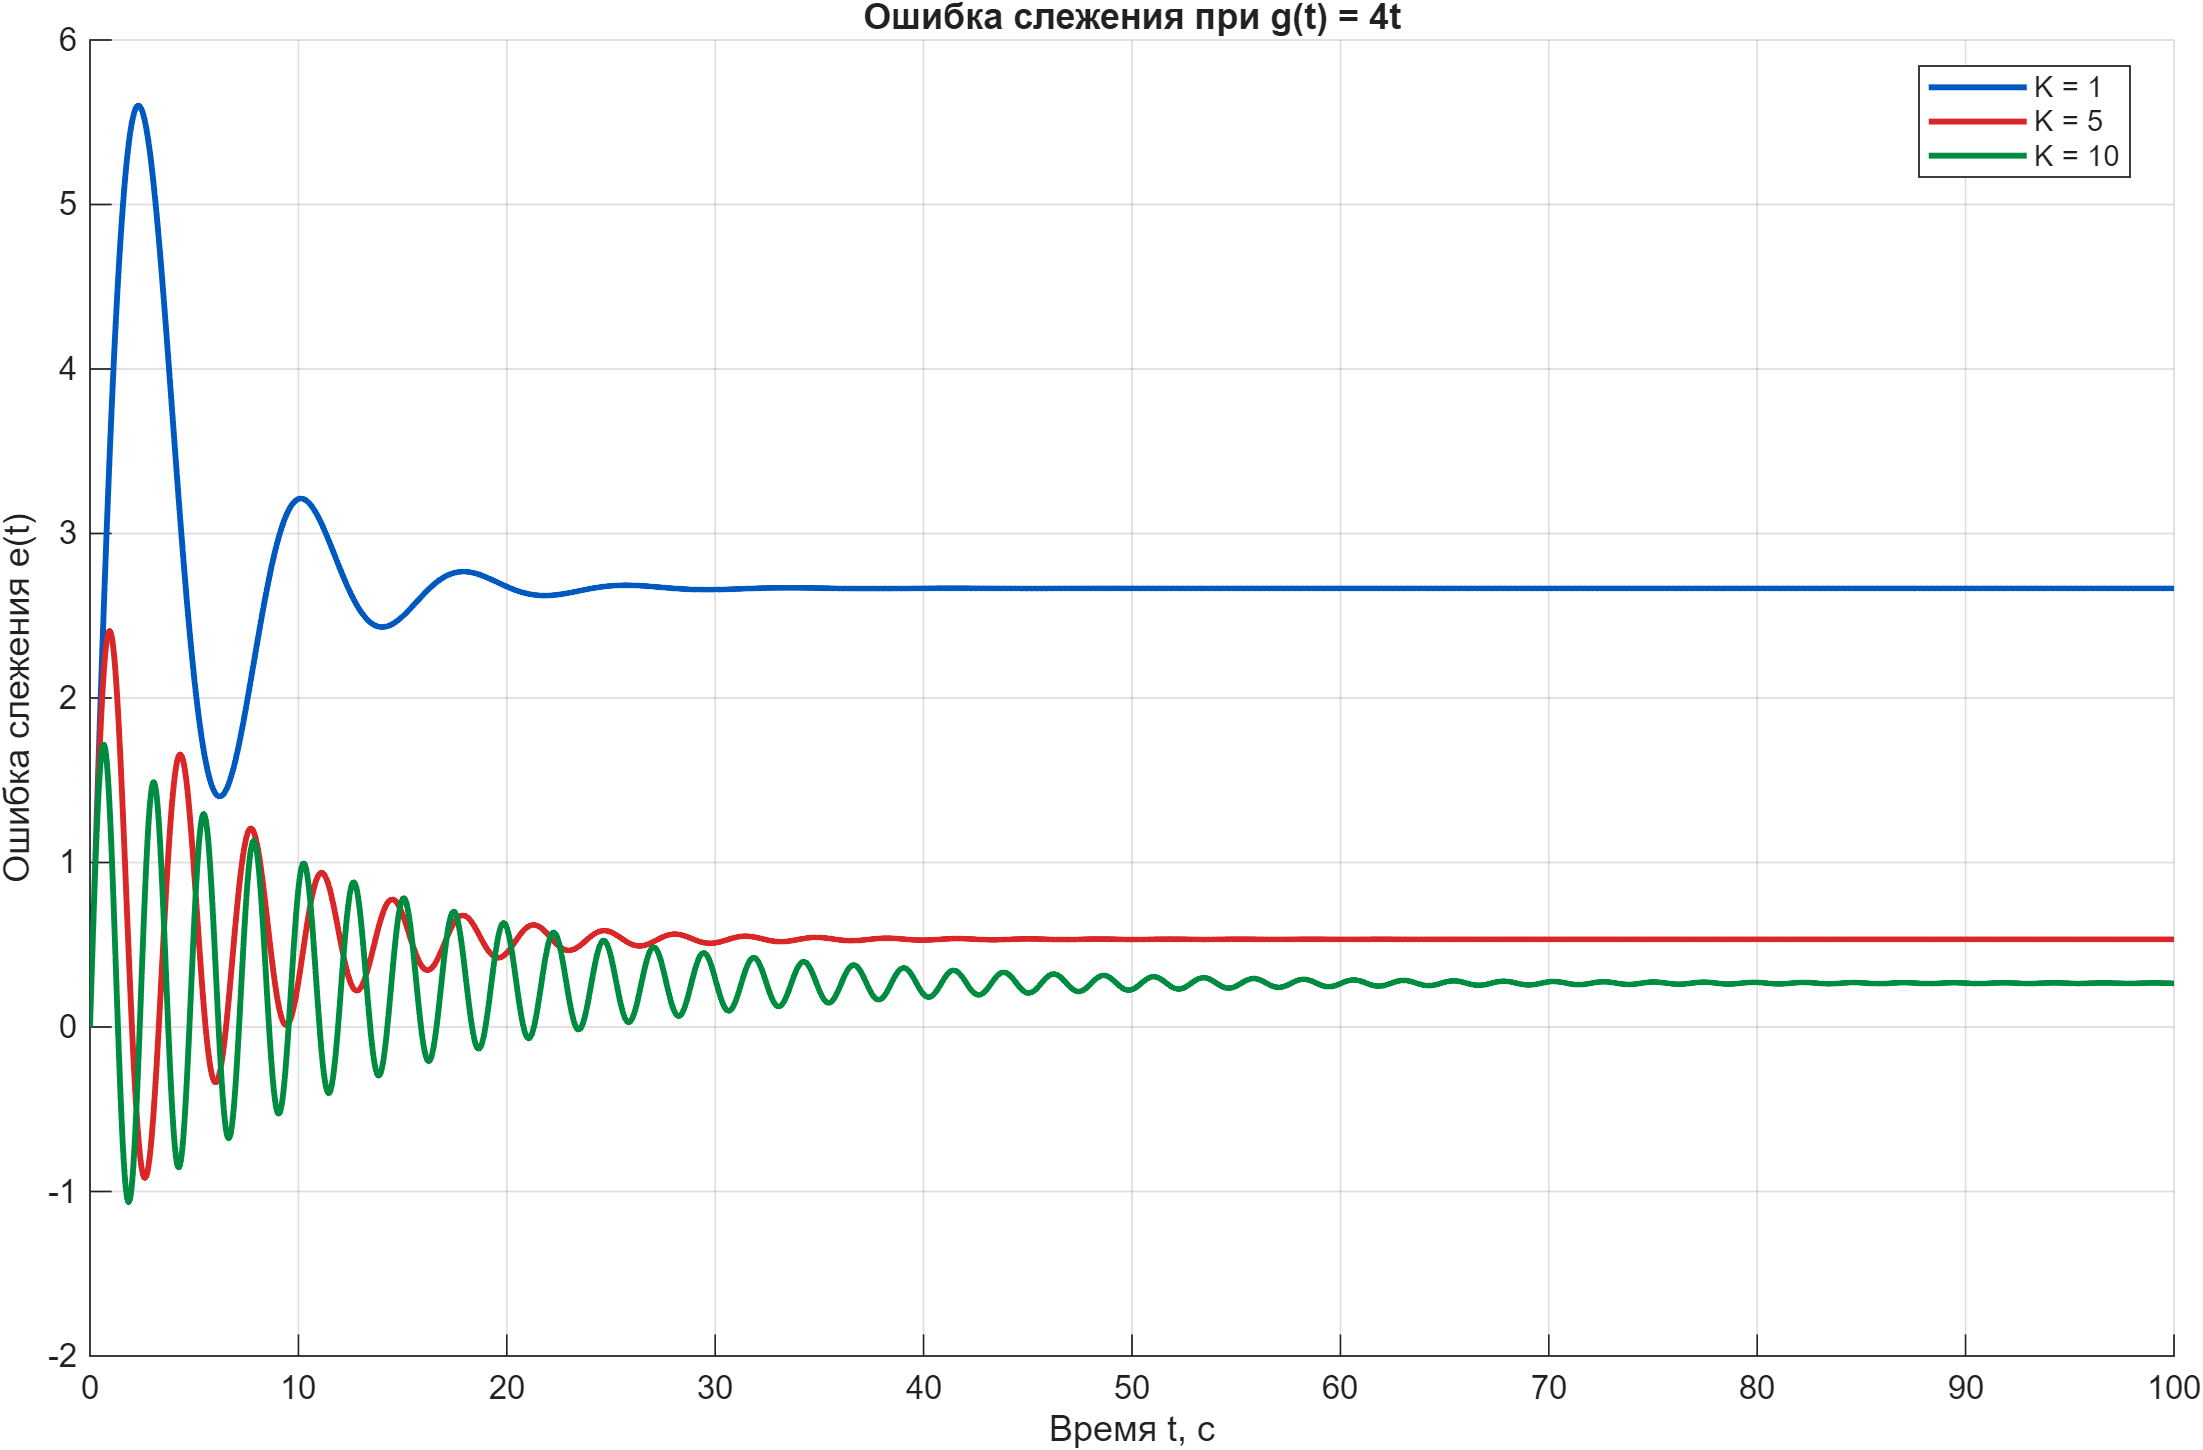 Ошибка слежения при g(t) = 4t
K = 1
K = 5
K = 10
Ошибка слежения e(t)
6
5
4
3
2
1
0
-1
-2
0 10 20 30 40 50 60 70 80 90 100
Время t, с